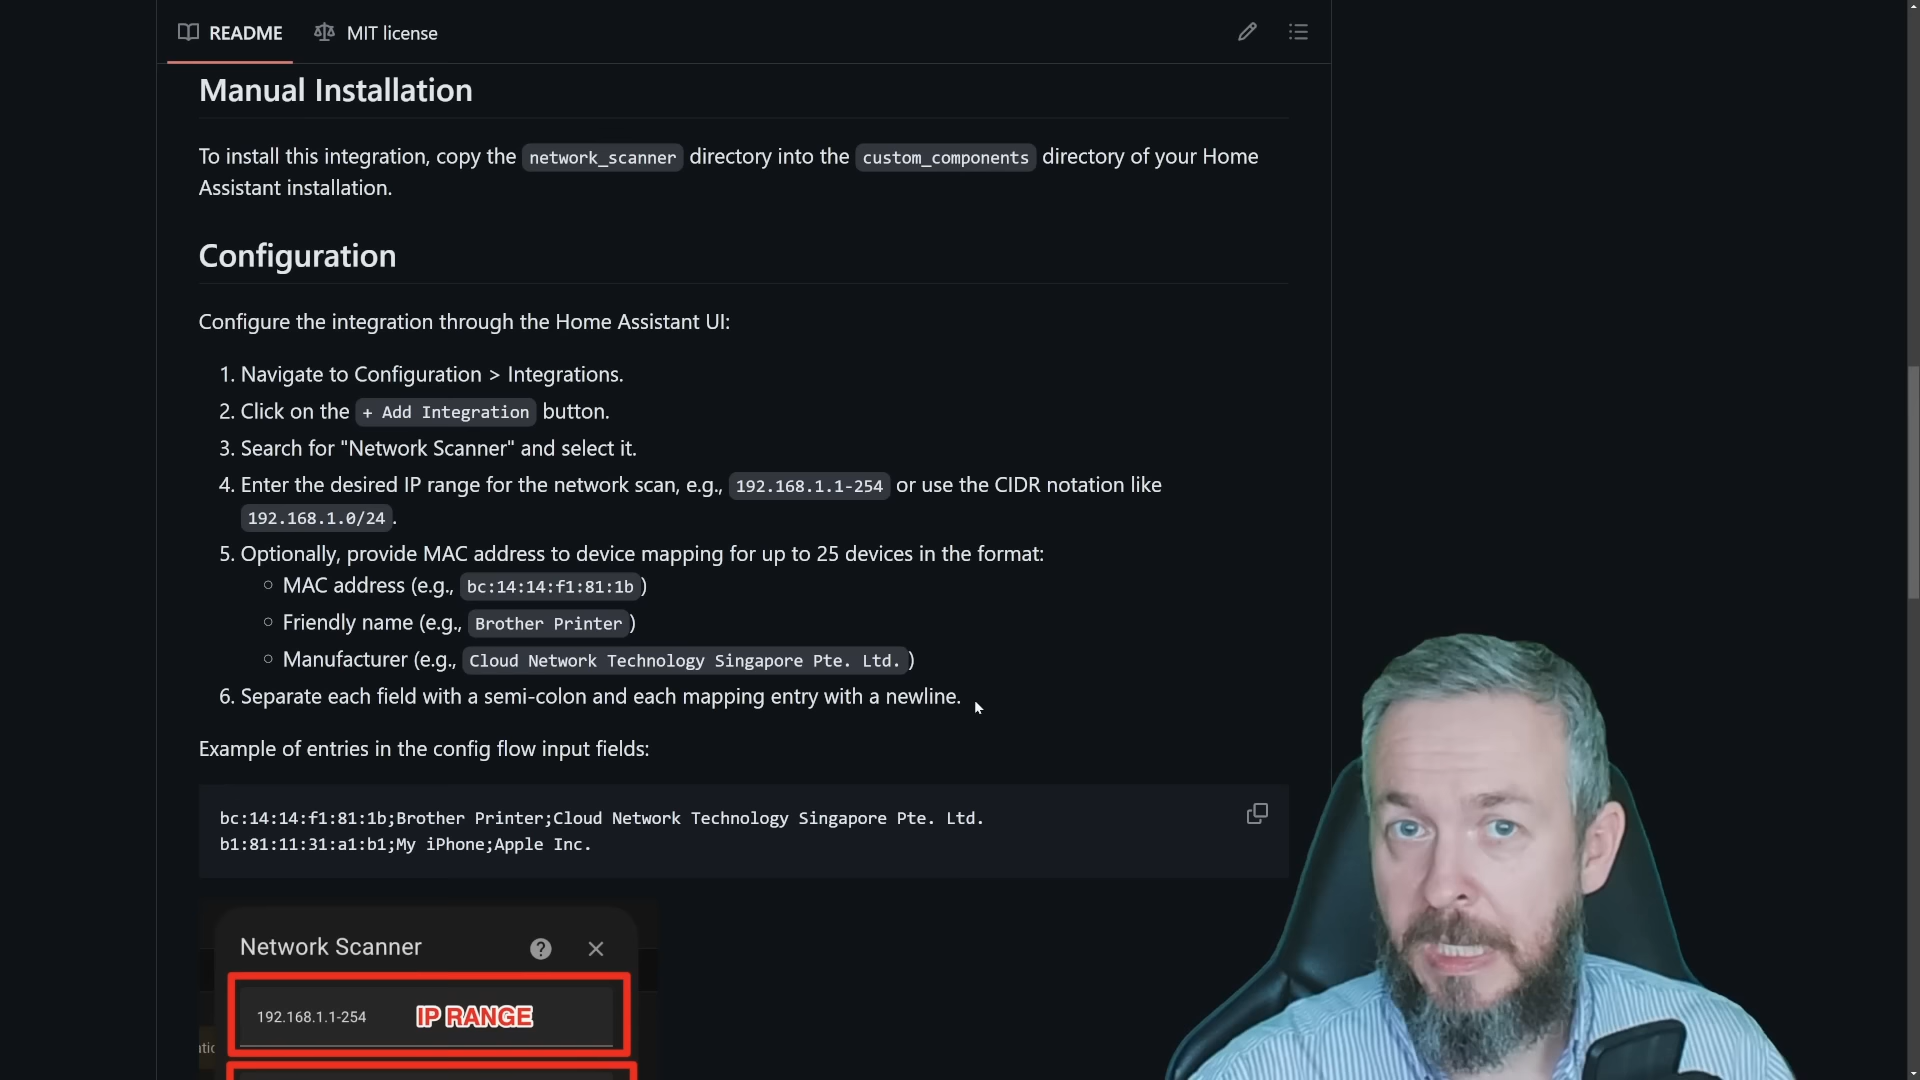 README MIT license
Manual Installation
To install this integration, copy the network_scanner directory into the custom_components directory of your Home
Assistant installation.
Configuration
Configure the integration through the Home Assistant UI:
1. Navigate to Configuration > Integrations.
2. Click on the + Add Integration button.
3. Search for "Network Scanner" and select it.
4. Enter the desired IP range for the network scan, e.g., 192.168.1.1-254 or use the CIDR notation like
192.168.1.0/24.
5. Optionally, provide MAC address to device mapping for up to 25 devices in the format:
MAC address (e.g., bc:14:14:f1:81:1b)
Friendly name (e.g., Brother Printer)
Manufacturer (e.g., Cloud Network Technology Singapore Pte. Ltd.)
6. Separate each field with a semi-colon and each mapping entry with a newline.
Example of entries in the config flow input fields:
bc:14:14:f1:81:1b;Brother Printer;Cloud Network Technology Singapore Pte. Ltd.
b1:81:11:31:a1:b1;My iPhone;Apple Inc.
Network Scanner
192.168.1.1-254 IP RANGE